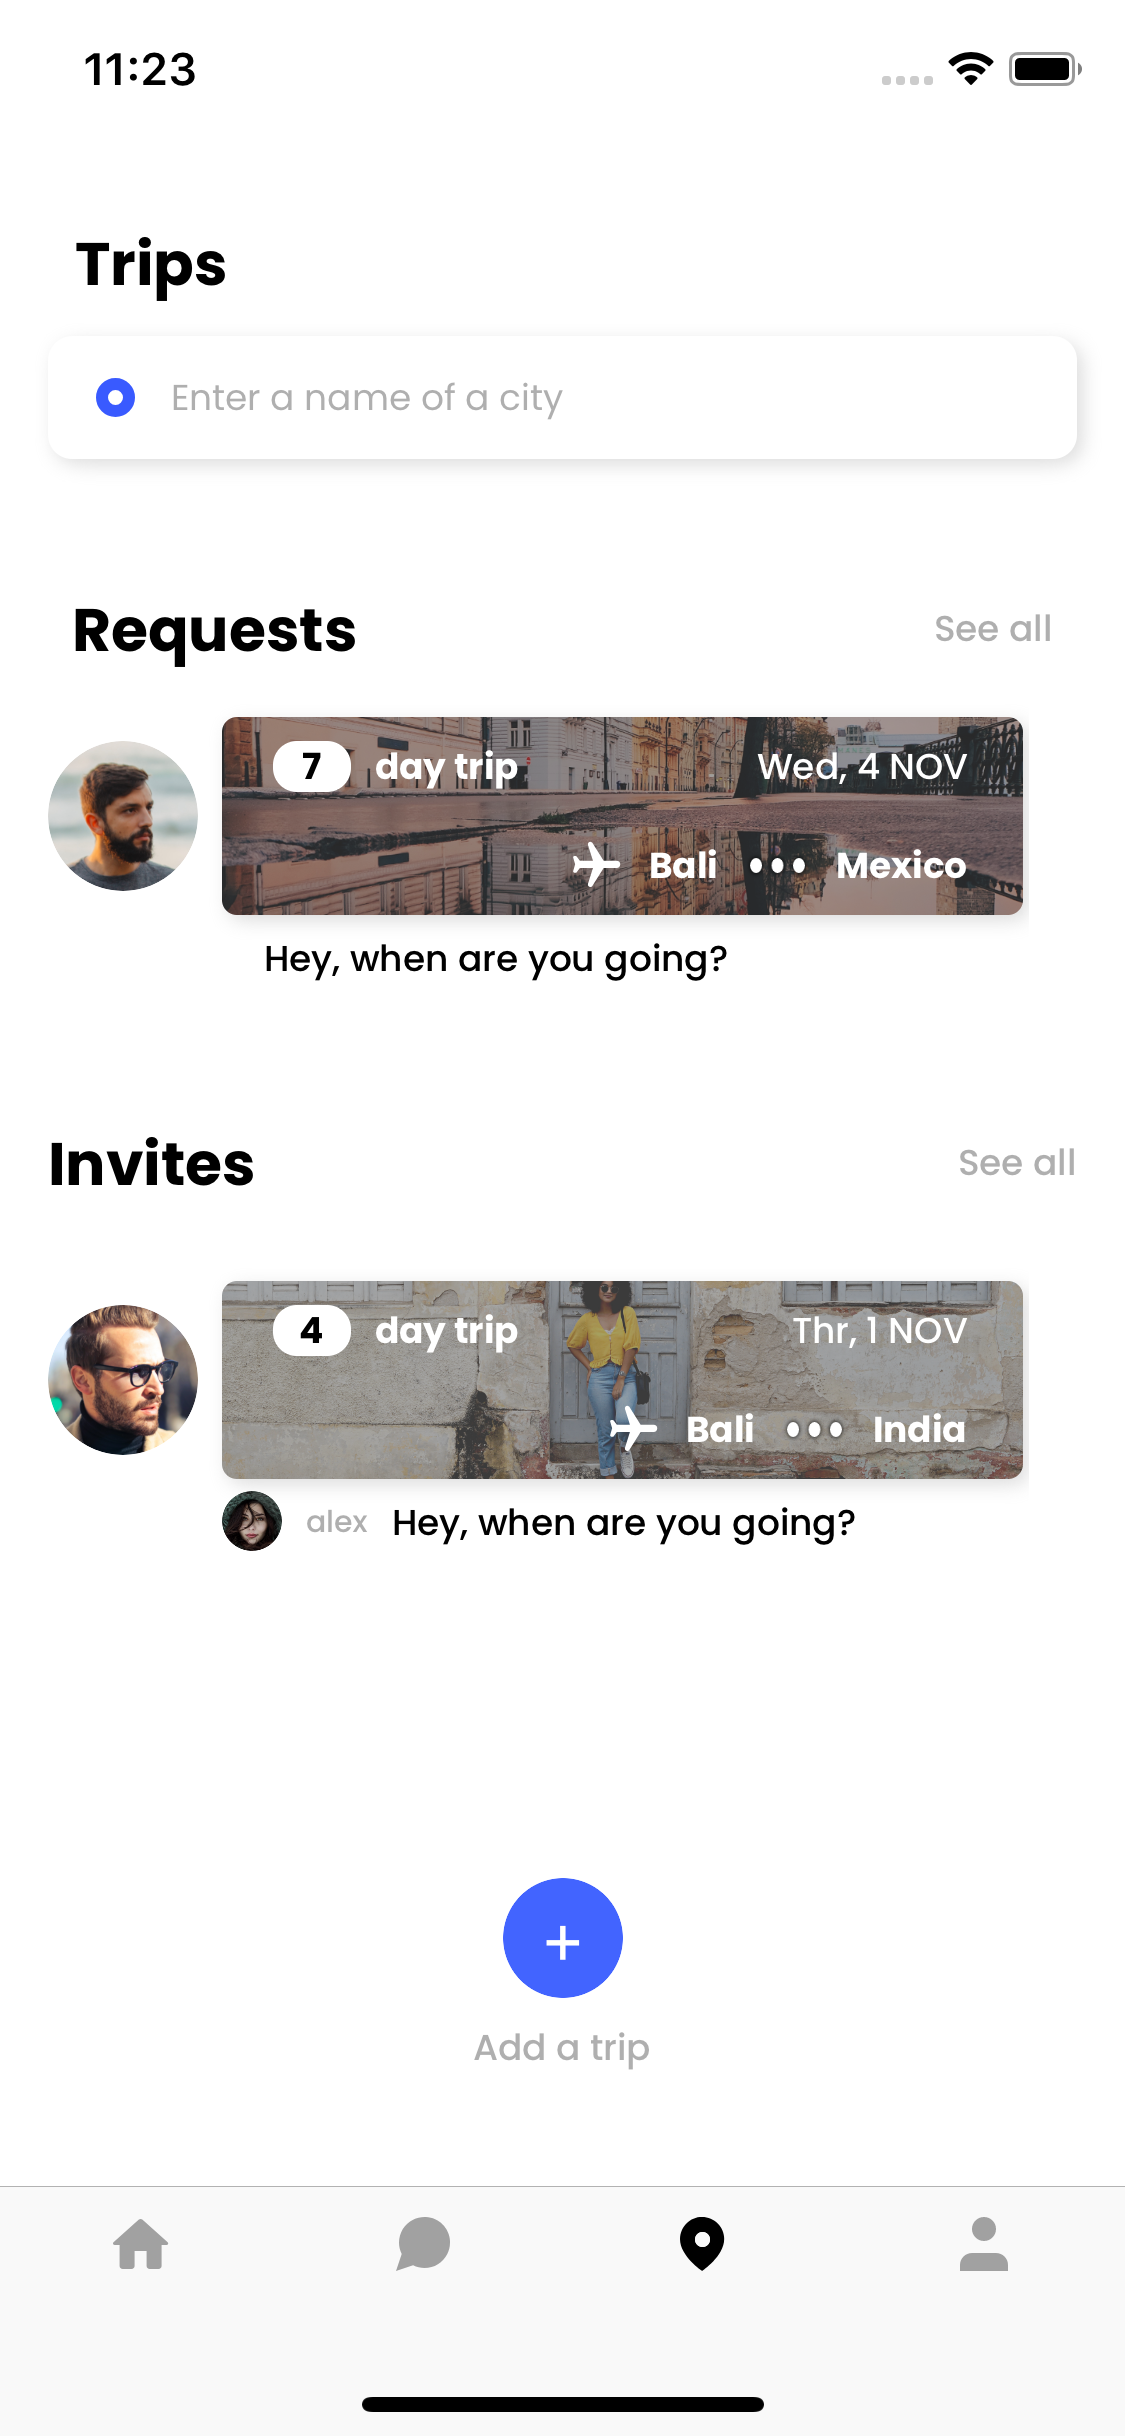 11:23
Trips
Enter a name of a city
Requests See all
7 day trip Wed, 4 NOV
Bali Mexico
Hey, when are you going?
Invites See all
4 day trip Thr, 1 NOV
Bali India
alex Hey, when are you going?
+
Add a trip